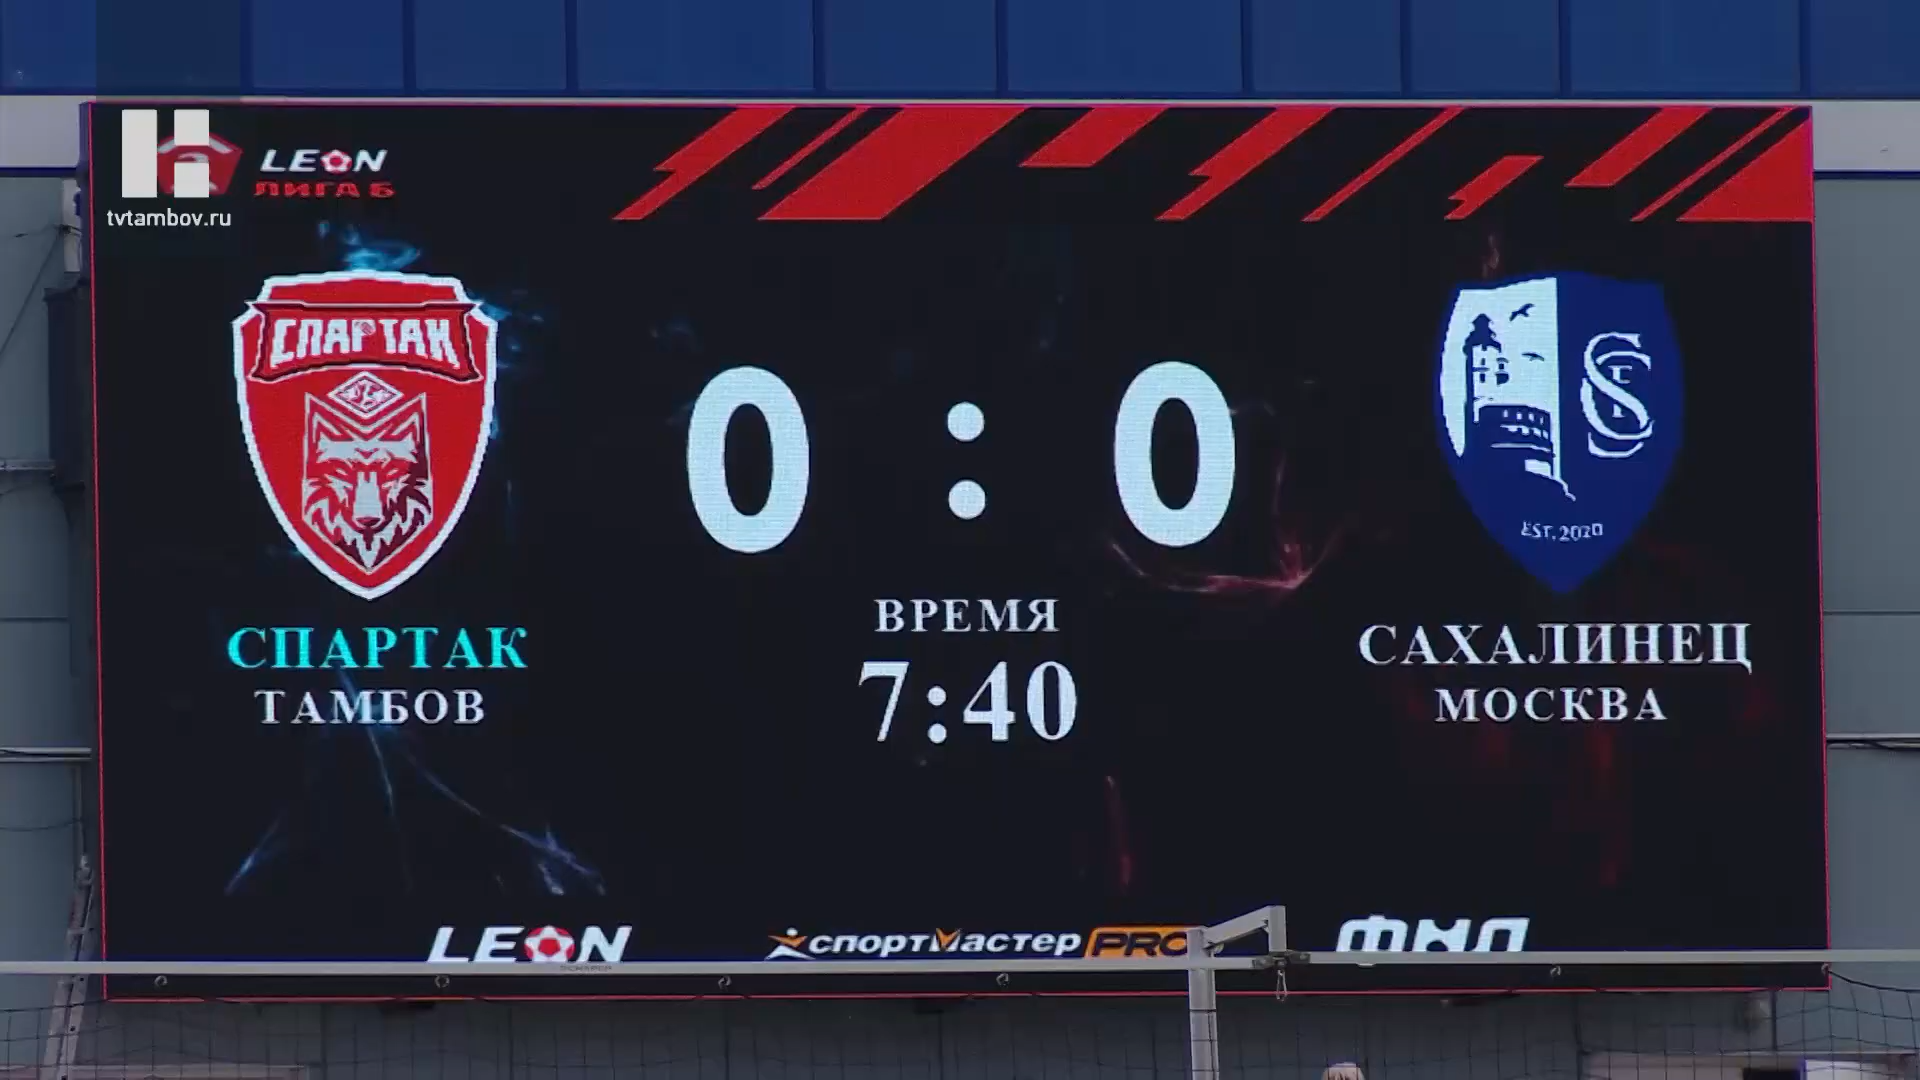 LEON
ЛИГА Б
tvtambov.ru
СПАРТАК
0 : 0
EST. 2020
ВРЕМЯ
7:40
СПАРТАК
ТАМБОВ
САХАЛИНЕЦ
МОСКВА
LEON
СПОРТМАСТЕР PRO
ФНЛ